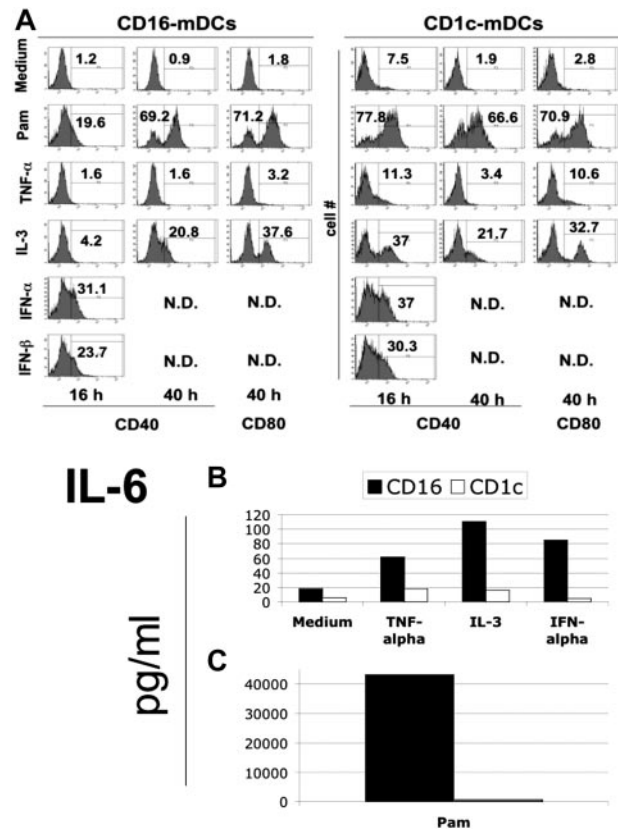 A
CD16-mDCs CD1c-mDCs
Medium 1.2 0.9 1.8 7.5 1.9 2.8
Pam 19.6 69.2 71.2 77.8 66.6 70.9
TNF-α 1.6 1.6 3.2 11.3 3.4 10.6
cell #
IL-3 4.2 20.8 37.6 37 21.7 32.7
IFN-α 31.1 N.D. N.D. 37 N.D. N.D.
IFN-β 23.7 N.D. N.D. 30.3 N.D. N.D.
16 h 40 h 40 h 16 h 40 h 40 h
CD40 CD80 CD40 CD80
IL-6
pg/ml
B
CD16 CD1c
120
100
80
60
40
20
0
Medium TNF-alpha IL-3 IFN-alpha
C
40000
30000
20000
10000
0
Pam